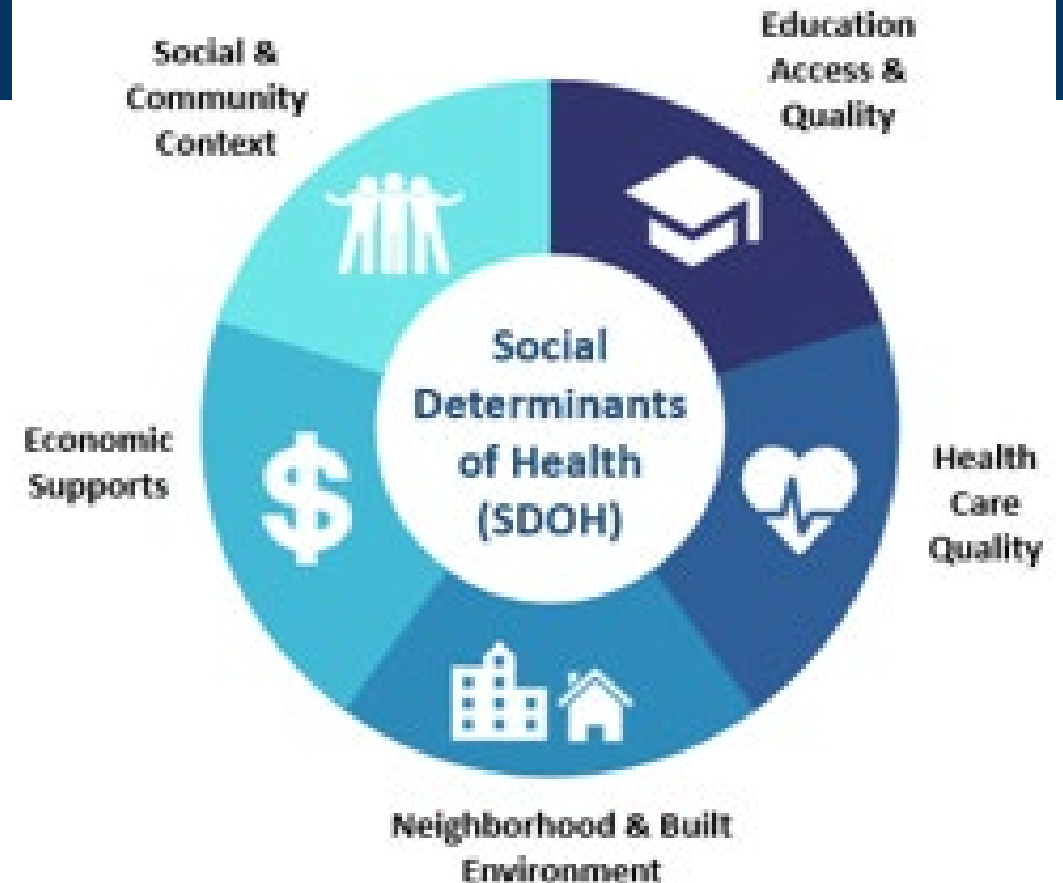 Social &
Community
Context
Education
Access &
Quality
Social
Determinants
of Health
(SDOH)
Economic
Supports
Health
Care
Quality
Neighborhood & Built
Environment